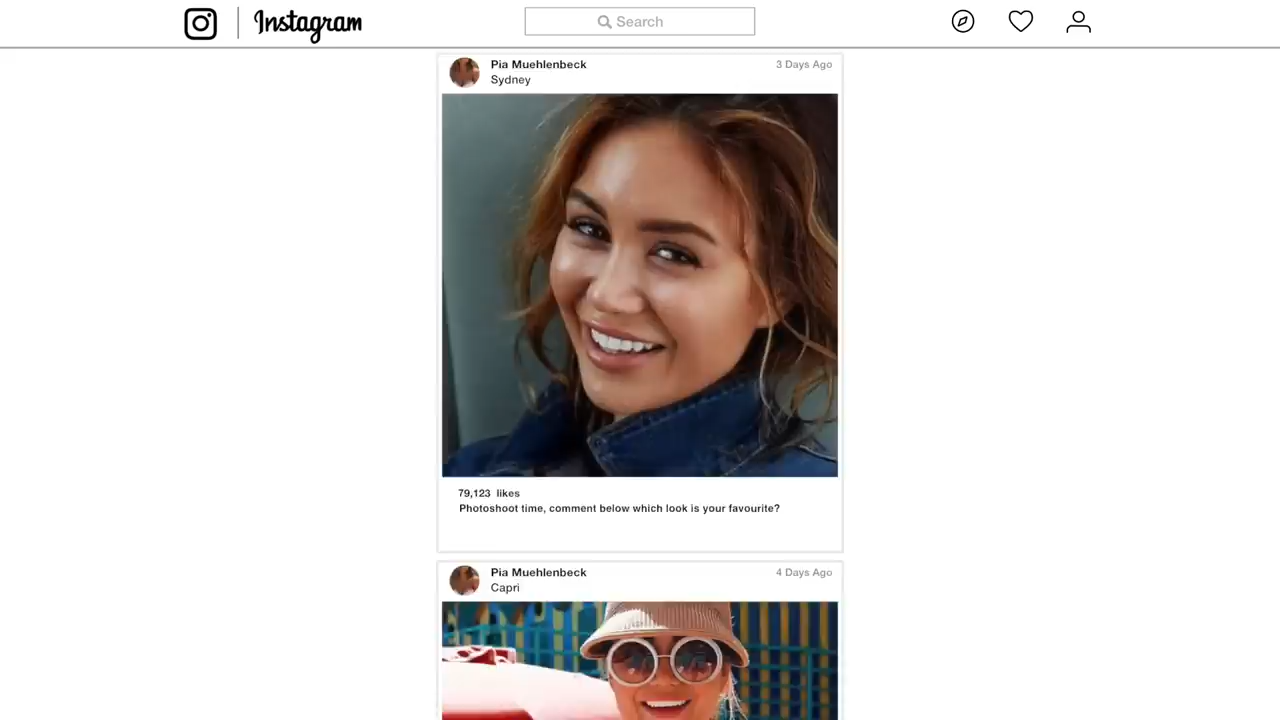 Instagram
Search
Pia Muehlenbeck
3 Days Ago
Sydney
79,123 likes
Photoshoot time, comment below which look is your favourite?
Pia Muehlenbeck
4 Days Ago
Capri